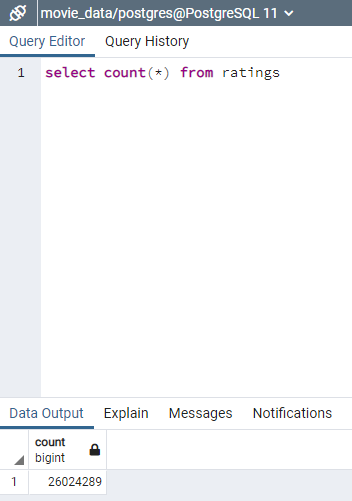 movie_data/postgres@PostgreSQL 11
Query Editor Query History
1 select count(*) from ratings
Data Output Explain Messages Notifications
count
bigint
1 26024289